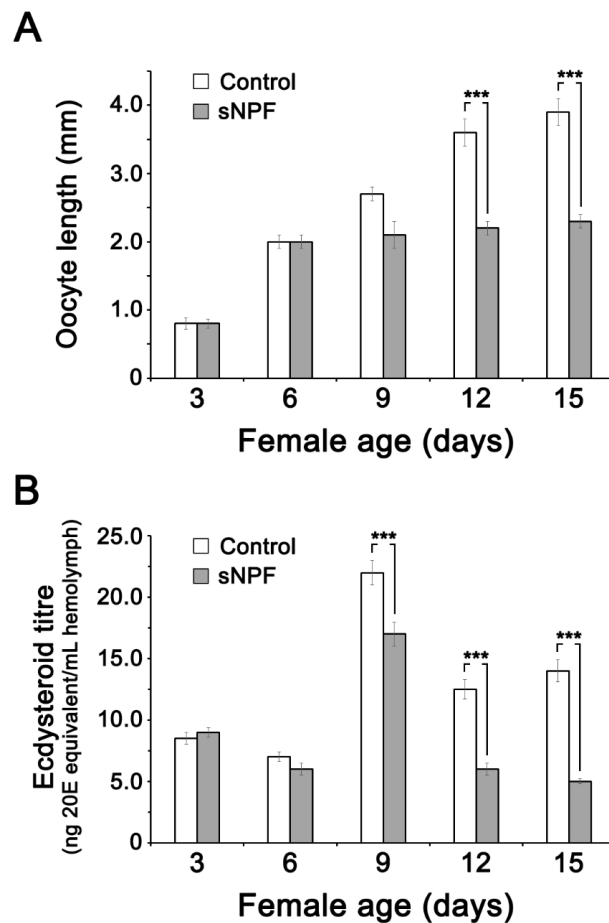 A
Oocyte length (mm)
4.0
3.0
2.0
1.0
0
Control
sNPF
***
***
3 6 9 12 15
Female age (days)
B
Ecdysteroid titre
(ng 20E equivalent/mL hemolymph)
25.0
20.0
15.0
10.0
5.0
0
Control
sNPF
***
***
***
3 6 9 12 15
Female age (days)